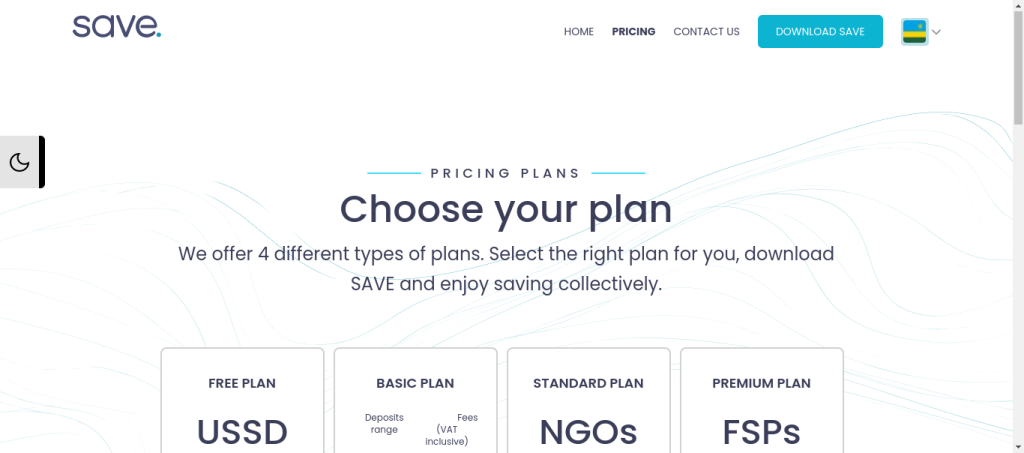 save.
HOME PRICING CONTACT US DOWNLOAD SAVE
PRICING PLANS
Choose your plan
We offer 4 different types of plans. Select the right plan for you, download
SAVE and enjoy saving collectively.
FREE PLAN
USSD
BASIC PLAN
Deposits range
Fees (VAT inclusive)
STANDARD PLAN
NGOs
PREMIUM PLAN
FSPs